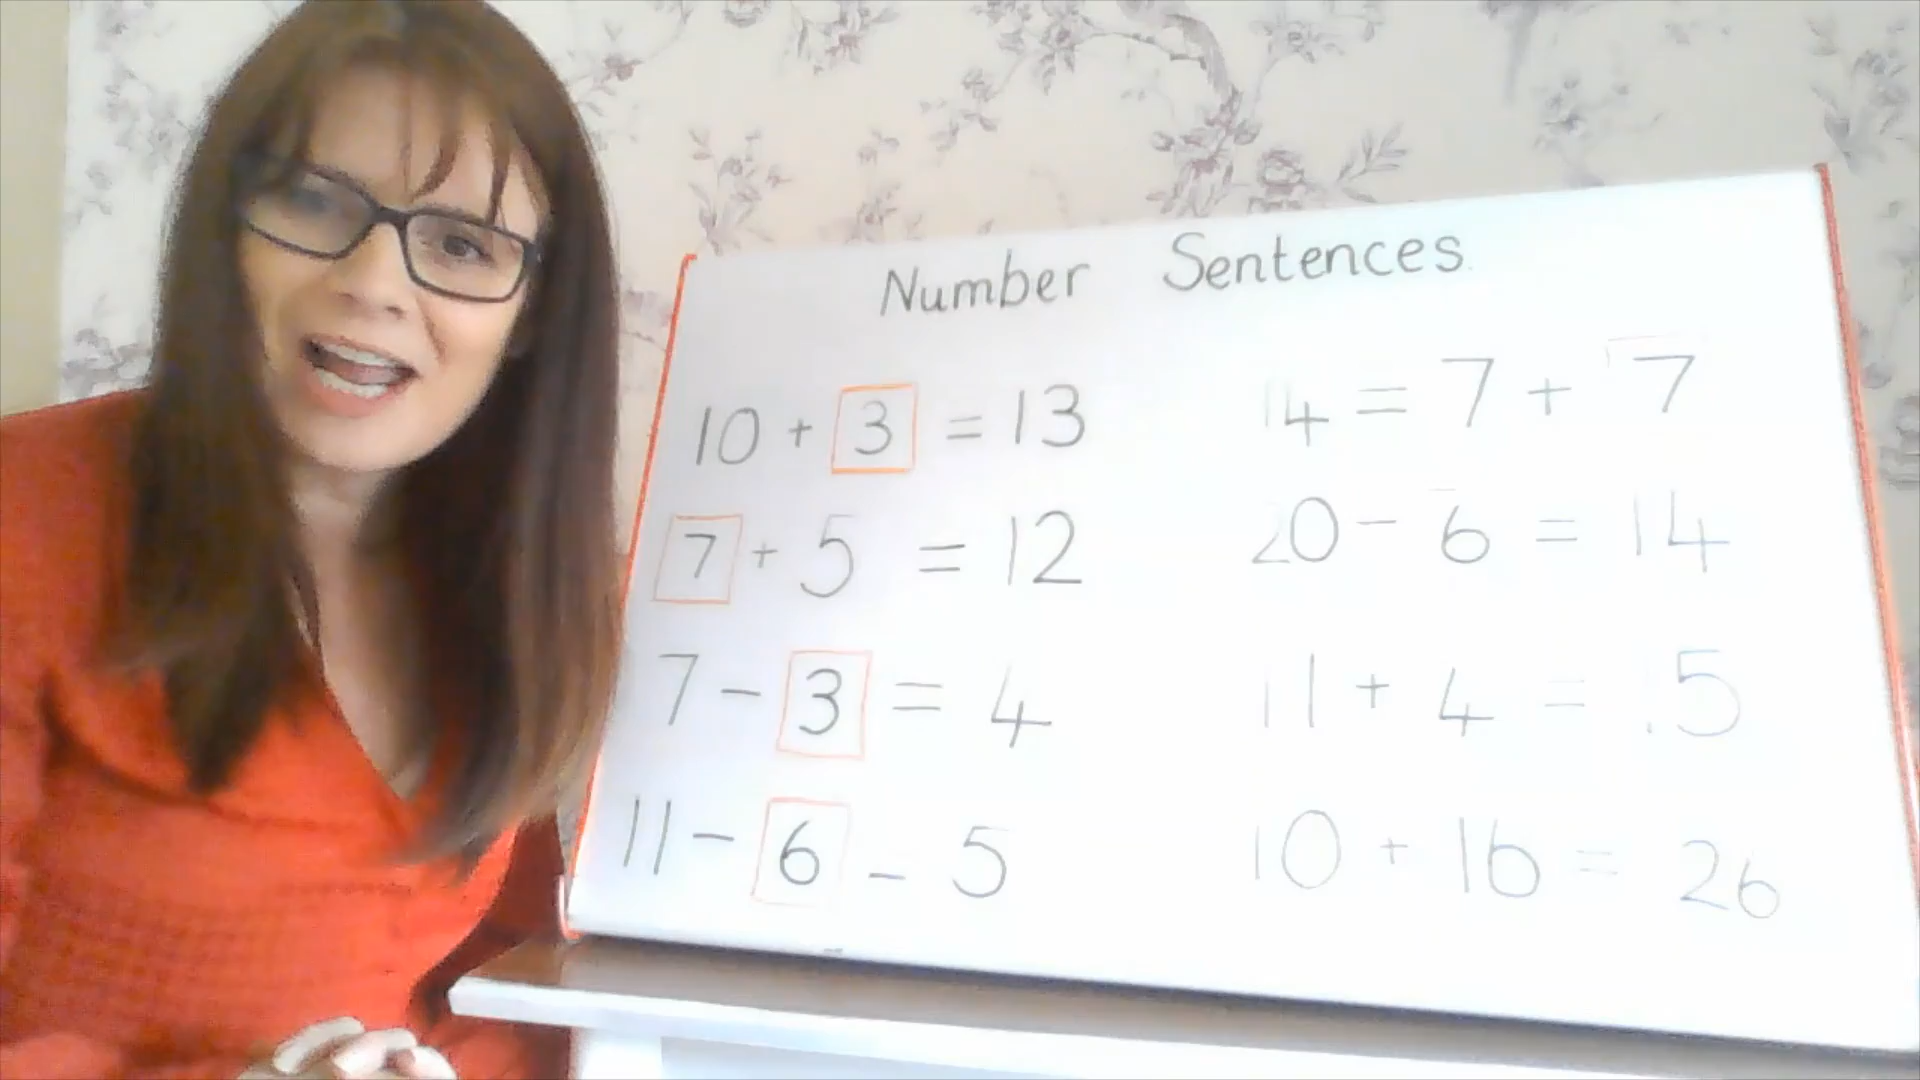 Number Sentences
10 + 3 = 13
7 + 5 = 12
7 - 3 = 4
11 - 6 - 5
14 = 7 + 7
20 - 6 = 14
11 + 4 = 15
10 + 16 = 26